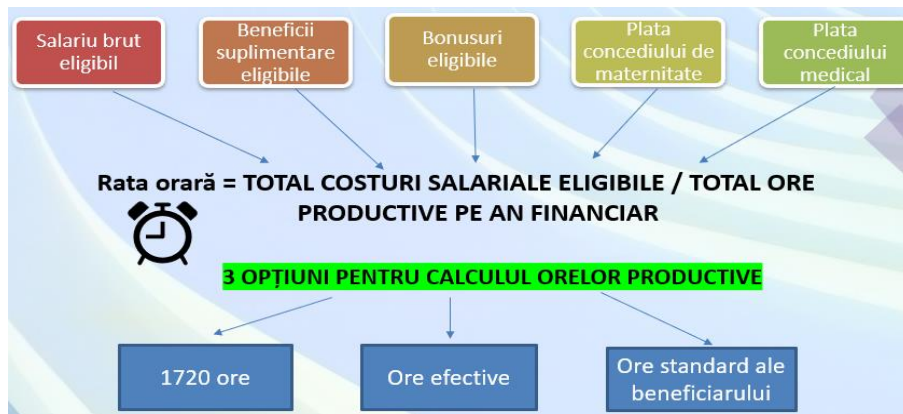 Salariu brut
eligibil
Beneficii
suplimentare
eligibile
Bonusuri
eligibile
Plata
concediului de
maternitate
Plata
concediului
medical
Rata orară = TOTAL COSTURI SALARIALE ELIGIBILE / TOTAL ORE
PRODUCTIVE PE AN FINANCIAR
3 OPȚIUNI PENTRU CALCULUL ORELOR PRODUCTIVE
1720 ore
Ore efective
Ore standard ale
beneficiarului